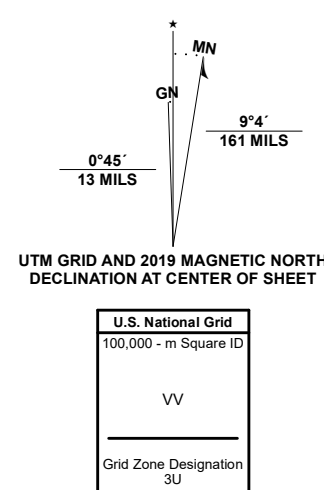 ★
MN
GN
9°4´
161 MILS
0°45´
13 MILS
UTM GRID AND 2019 MAGNETIC NORTH
DECLINATION AT CENTER OF SHEET
U.S. National Grid
100,000 - m Square ID
VV
Grid Zone Designation
3U